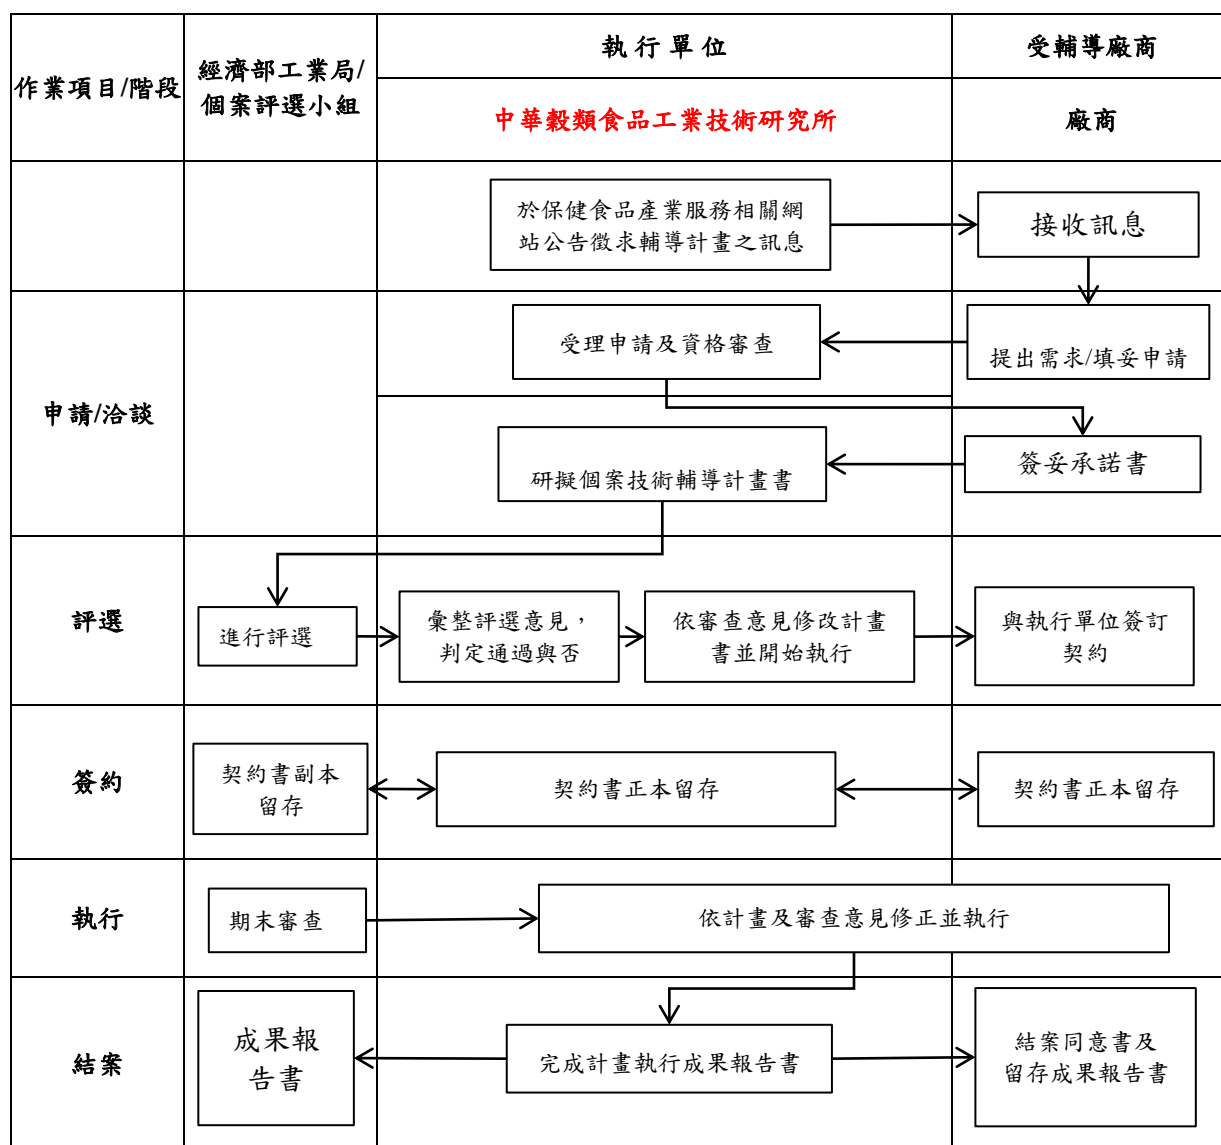 作業項目/階段
經濟部工業局/
個案評選小組
執行單位
受輔導廠商
中華穀類食品工業技術研究所
廠商
於保健食品產業服務相關網
站公告徵求輔導計畫之訊息
接收訊息
申請/洽談
受理申請及資格審查
提出需求/填妥申請
研擬個案技術輔導計畫書
簽妥承諾書
評選
進行評選
彙整評選意見，
判定通過與否
依審查意見修改計畫
書並開始執行
與執行單位簽訂
契約
簽約
契約書副本
留存
契約書正本留存
契約書正本留存
執行
期末審查
依計畫及審查意見修正並執行
結案
成果報
告書
完成計畫執行成果報告書
結案同意書及
留存成果報告書